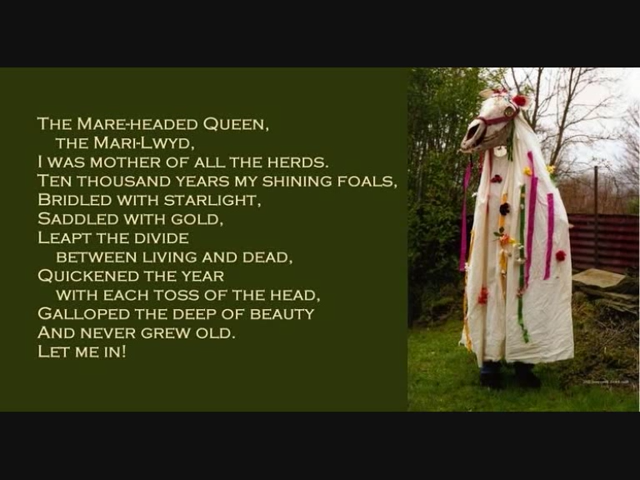 THE MARE-HEADED QUEEN,
THE MARI-LWYD,
I WAS MOTHER OF ALL THE HERDS.
TEN THOUSAND YEARS MY SHINING FOALS,
BRIDLED WITH STARLIGHT,
SADDLED WITH GOLD,
LEAPT THE DIVIDE
BETWEEN LIVING AND DEAD,
QUICKENED THE YEAR
WITH EACH TOSS OF THE HEAD,
GALLOPED THE DEEP OF BEAUTY
AND NEVER GREW OLD.
LET ME IN!